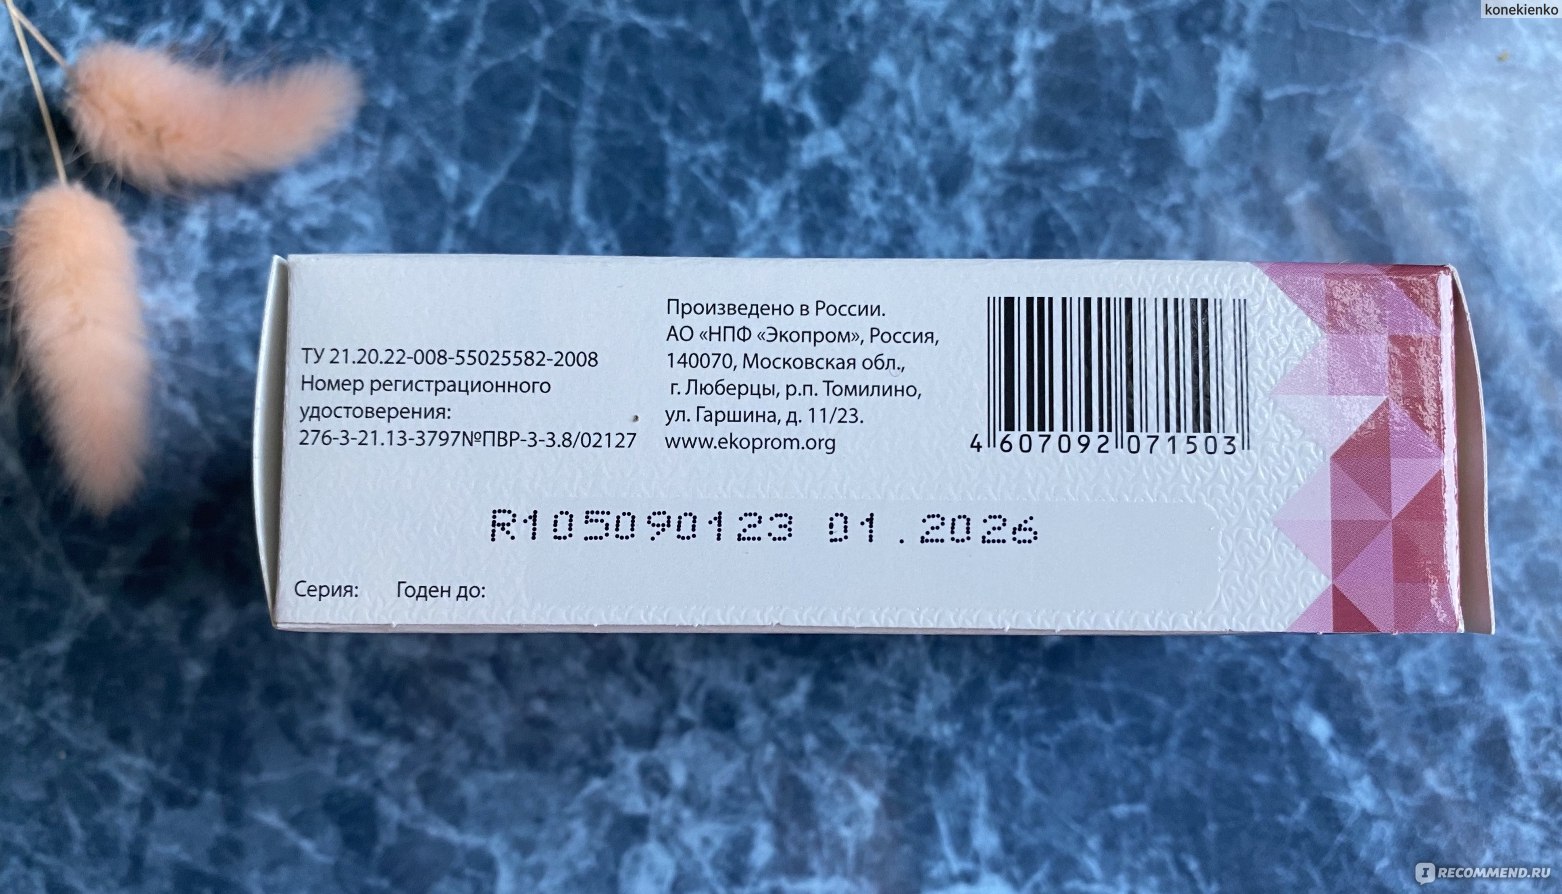 konekienko
ТУ 21.20.22-008-55025582-2008
Номер регистрационного
удостоверения:
276-3-21.13-3797№ПВР-3-3.8/02127
Произведено в России.
АО «НПФ «Экопром», Россия,
140070, Московская обл.,
г. Люберцы, р.п. Томилино,
ул. Гаршина, д. 11/23.
www.ekoprom.org
4 607092 071503
R105090123 01.2026
Серия: Годен до:
IRECOMMEND.RU